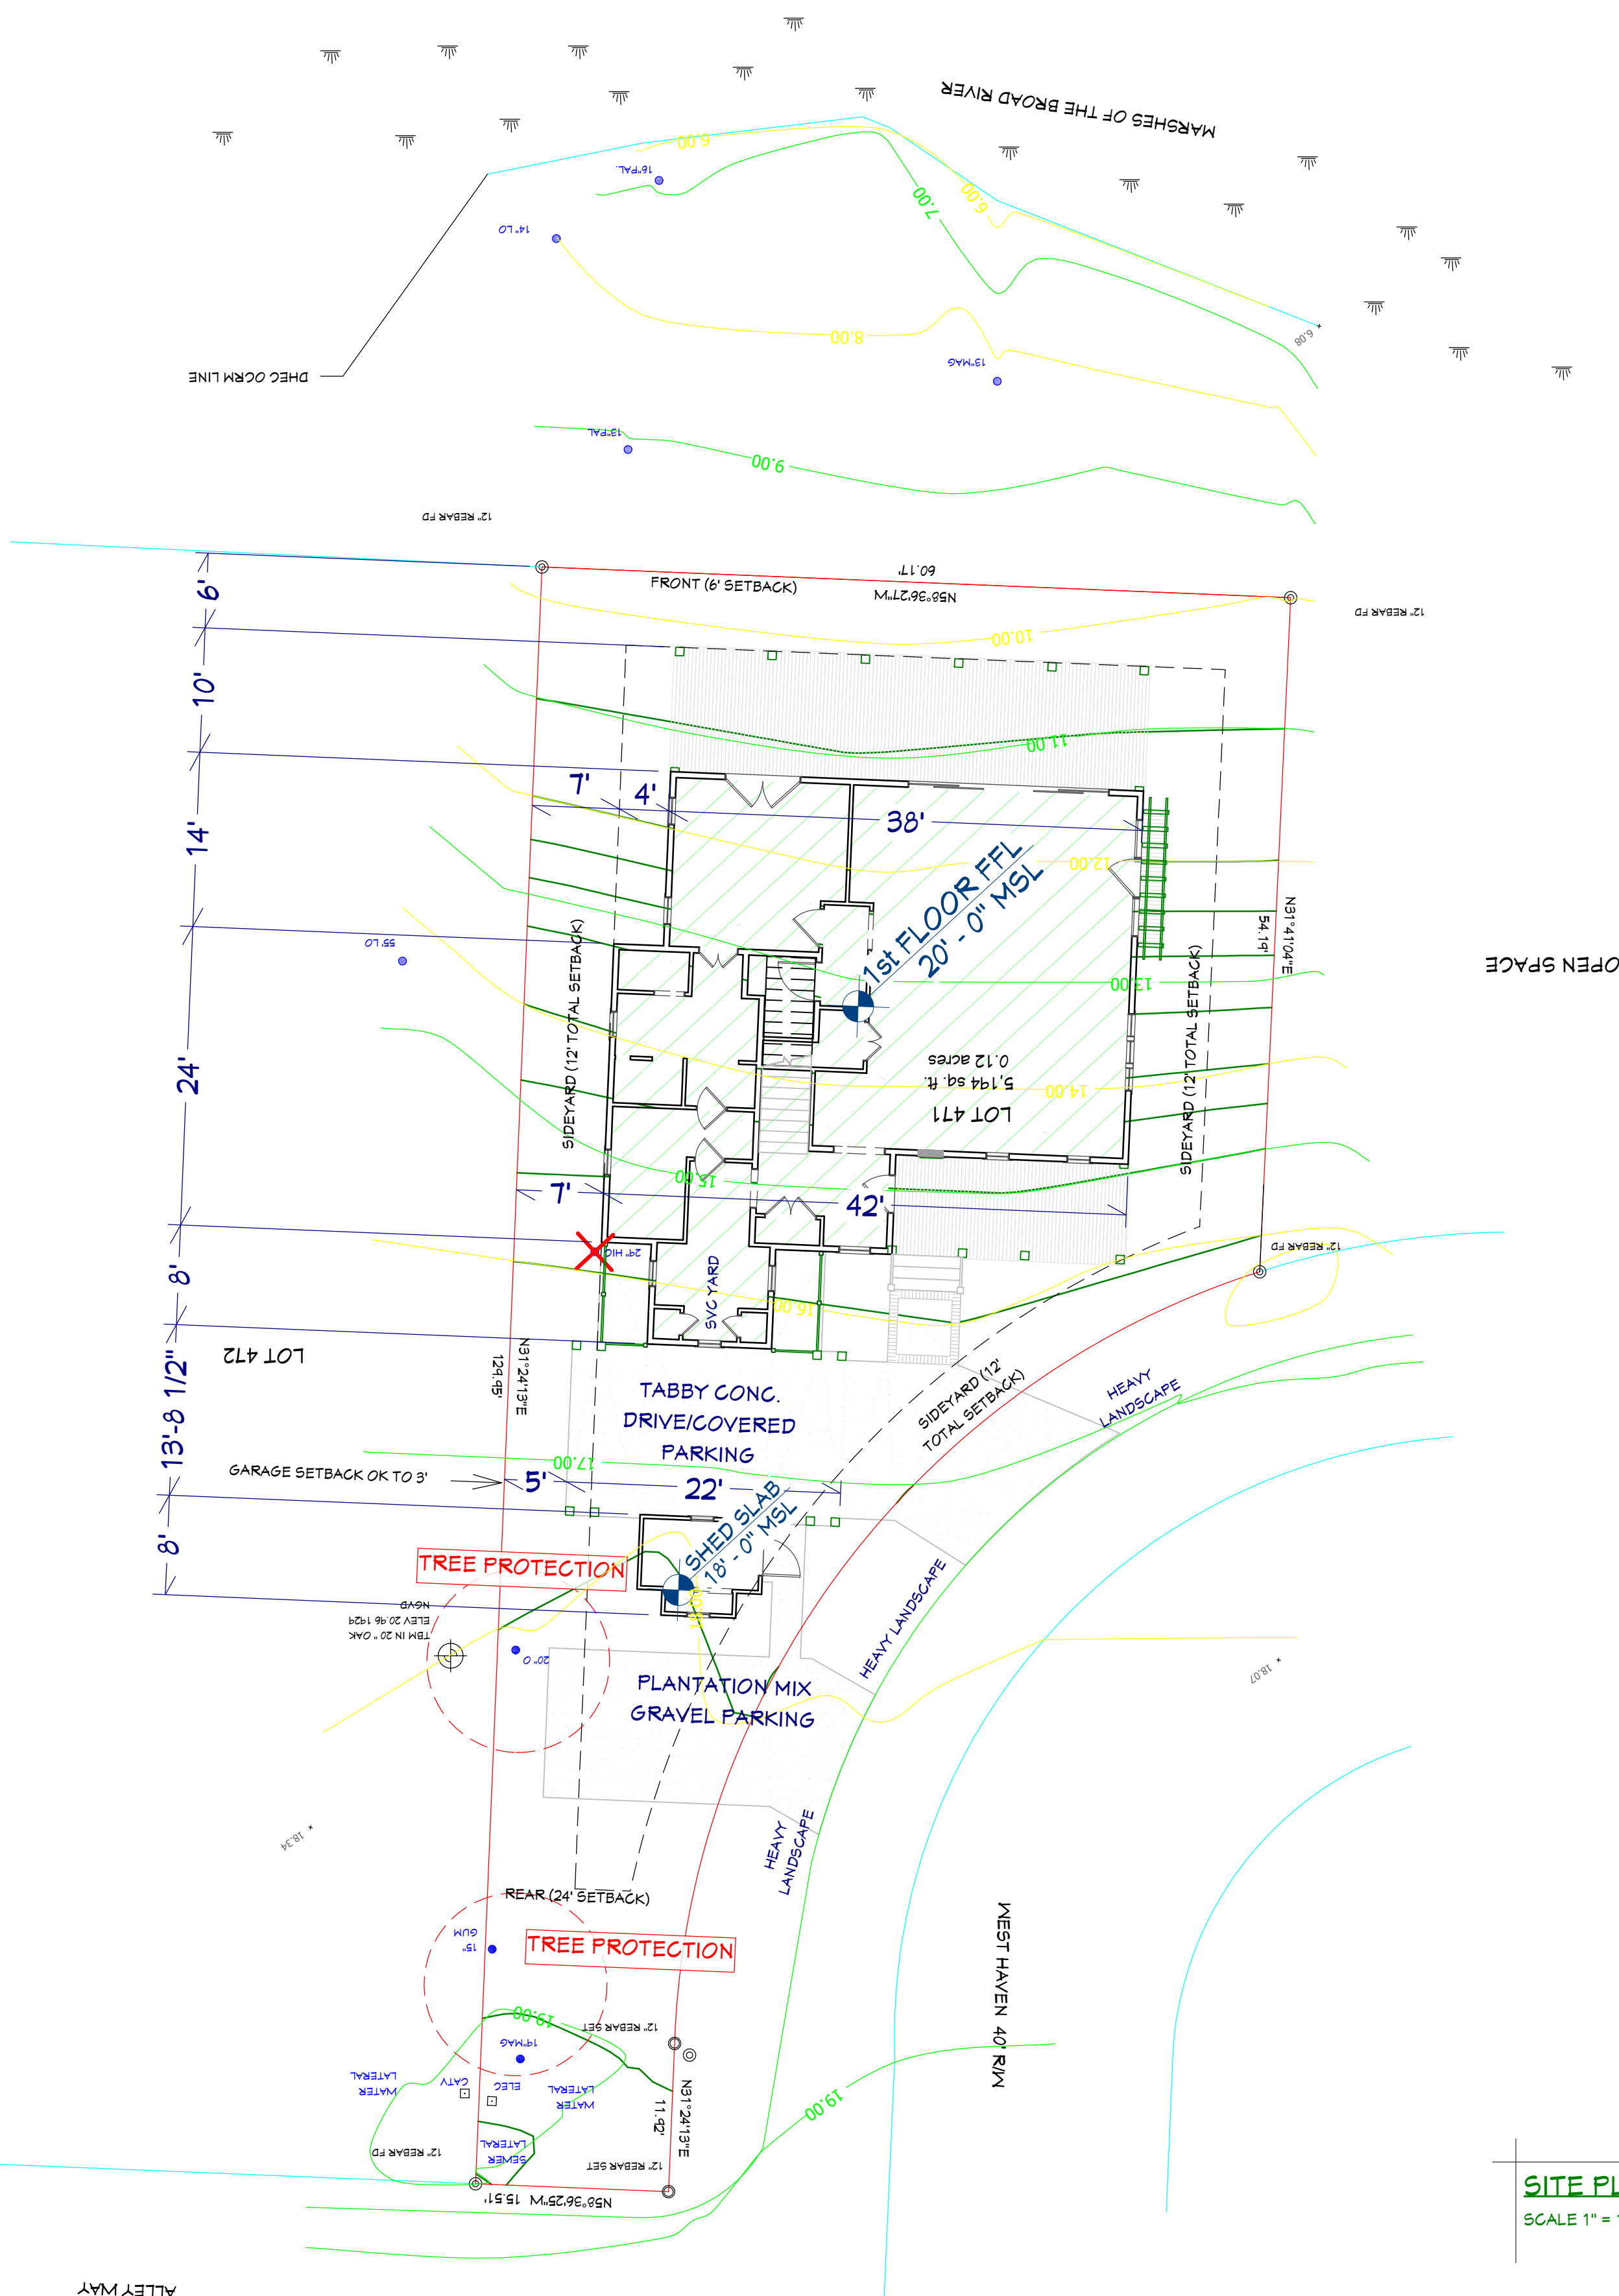 MARSHES OF THE BROAD RIVER
6.00
16"PAL.
7.00
6.00
14" LO
8.00
6.08
13"MAG
DHEC OCRM LINE
13"PAL
9.00
12" REBAR FD
60.17'
FRONT (6' SETBACK)
N58°36'27"W
12" REBAR FD
6'
10.00
10'
11.00
7'
4'
38'
14'
12.00
1st FLOOR FFL
20' - 0" MSL
N31°41'04"E
54.19'
55' LO
SIDEYARD (12' TOTAL SETBACK)
SIDEYARD (12' TOTAL SETBACK)
OPEN SPACE
13.00
24'
0.12 acres
5,194 sq. ft.
LOT 471
14.00
15.00
7'
42'
29" HIC
12" REBAR FD
8'
SVC YARD
16.00
LOT 472
N31°24'13"E
129.95'
13'-8 1/2"
TABBY CONC.
DRIVE/COVERED
PARKING
SIDEYARD (12'
TOTAL SETBACK)
HEAVY
LANDSCAPE
17.00
GARAGE SETBACK OK TO 3'
5'
22'
8'
SHED SLAB
18' - 0" MSL
TREE PROTECTION
18.00
HEAVY LANDSCAPE
TBM IN 20" OAK
ELEV 20.46 1929
NGVD
20" O
18.07
PLANTATION MIX
GRAVEL PARKING
18.34
HEAVY
LANDSCAPE
REAR (24' SETBACK)
15"
GUM
TREE PROTECTION
WEST HAVEN 40' R/W
19.00
12" REBAR SET
19"MAG
WATER
LATERAL
CATV
ELEC
WATER
LATERAL
N31°24'13"E
11.92'
19.00
12" REBAR FD
SEWER
LATERAL
12" REBAR SET
N58°36'25"W 15.51'
SITE PL
SCALE 1" = 1
ALLEY WAY